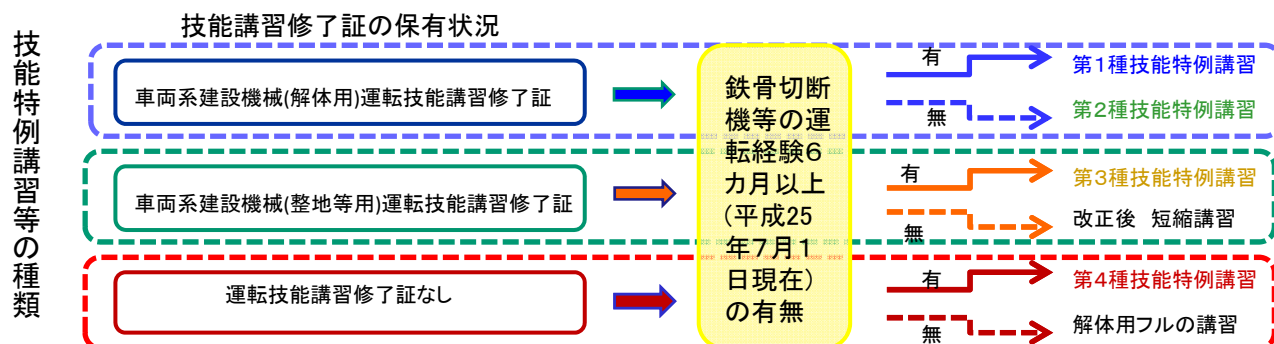 技能特例講習等の種類
技能講習修了証の保有状況
車両系建設機械(解体用)運転技能講習修了証
車両系建設機械(整地等用)運転技能講習修了証
運転技能講習修了証なし
鉄骨切断
機等の運
転経験6
カ月以上
(平成25
年7月1
日現在)
の有無
有
第1種技能特例講習
無
第2種技能特例講習
有
第3種技能特例講習
無
改正後 短縮講習
有
第4種技能特例講習
無
解体用フルの講習